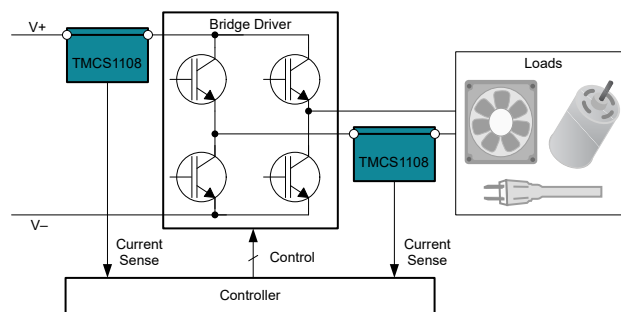 V+
Bridge Driver
TMCS1108
Loads
TMCS1108
V–
Current
Sense
Control
Current
Sense
Controller